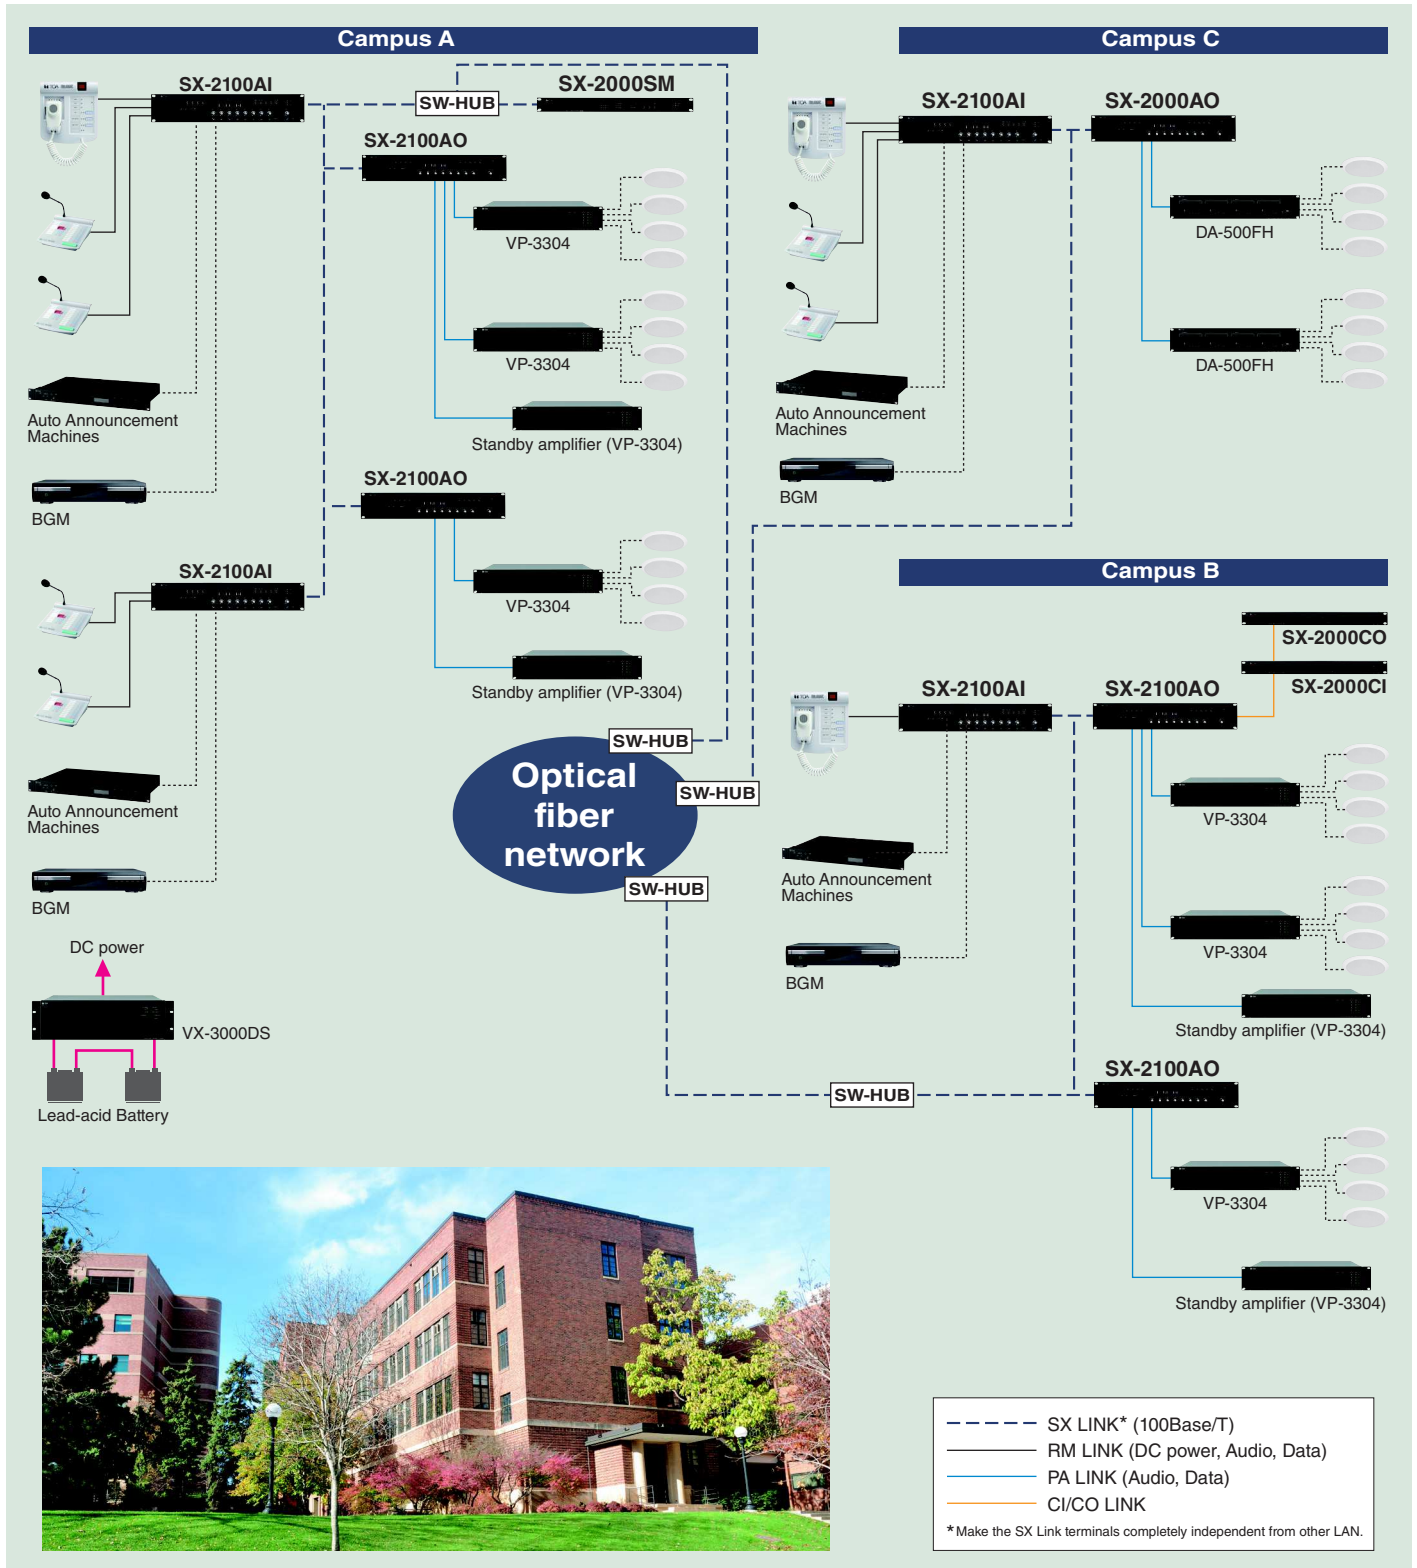 Campus A
SX-2100AI
SW-HUB
SX-2000SM
SX-2100AO
VP-3304
VP-3304
Auto Announcement
Machines
Standby amplifier (VP-3304)
BGM
SX-2100AO
SX-2100AI
VP-3304
Standby amplifier (VP-3304)
Auto Announcement
Machines
BGM
DC power
VX-3000DS
Lead-acid Battery
SW-HUB
Optical
fiber
network
SW-HUB
SW-HUB
Campus C
TOA
SX-2100AI
SX-2000AO
DA-500FH
DA-500FH
Auto Announcement
Machines
BGM
Campus B
SX-2000CO
SX-2000CI
TOA
SX-2100AI
SX-2100AO
VP-3304
Auto Announcement
Machines
VP-3304
BGM
Standby amplifier (VP-3304)
SX-2100AO
SW-HUB
VP-3304
Standby amplifier (VP-3304)
SX LINK* (100Base/T)
RM LINK (DC power, Audio, Data)
PA LINK (Audio, Data)
CI/CO LINK
*Make the SX Link terminals completely independent from other LAN.